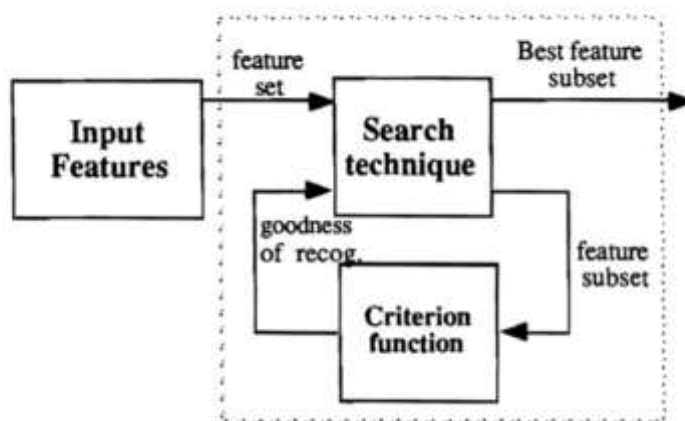 feature
set
Best feature
subset
Input
Features
Search
technique
goodness
of recog.
feature
subset
Criterion
function